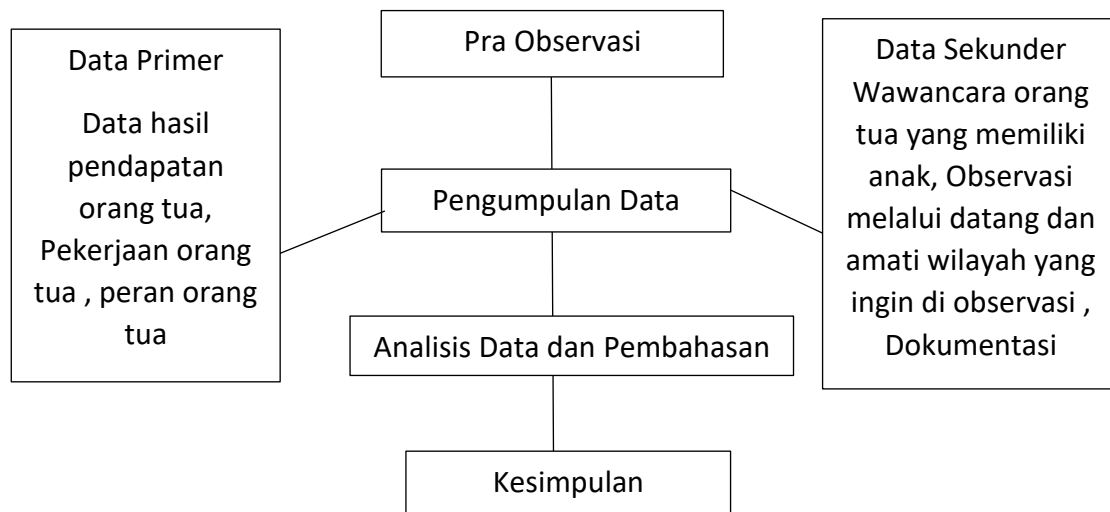 Data Primer
Data hasil
pendapatan
orang tua,
Pekerjaan orang
tua , peran orang
tua
Pra Observasi
Pengumpulan Data
Analisis Data dan Pembahasan
Kesimpulan
Data Sekunder
Wawancara orang
tua yang memiliki
anak, Observasi
melalui datang dan
amati wilayah yang
ingin di observasi ,
Dokumentasi